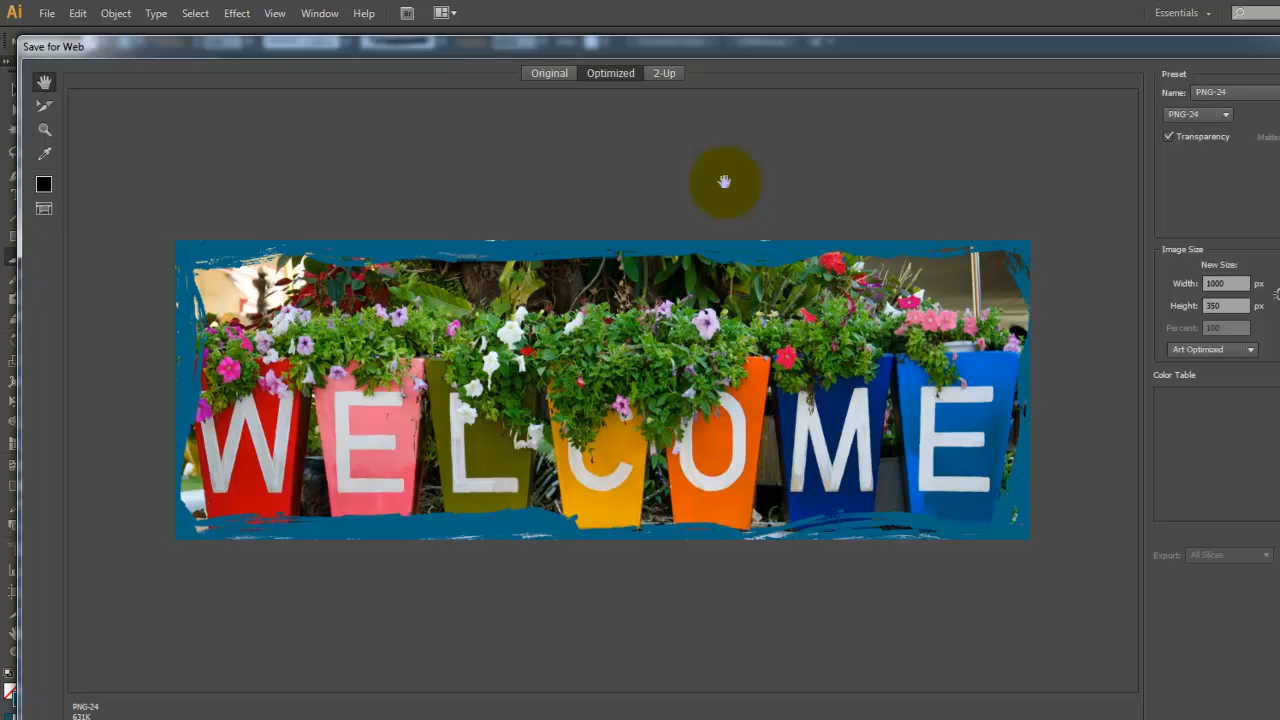 Ai File Edit Object Type Select Effect View Window Help Br Essentials
Save for Web
Original Optimized 2-Up
Preset
Name: PNG-24
PNG-24
Transparency Matte:
Image Size
New Size:
Width: 1000 px
Height: 350 px
Percent: 100
Art Optimized
Color Table
WELCOME
Export: All Slices
PNG-24
631K